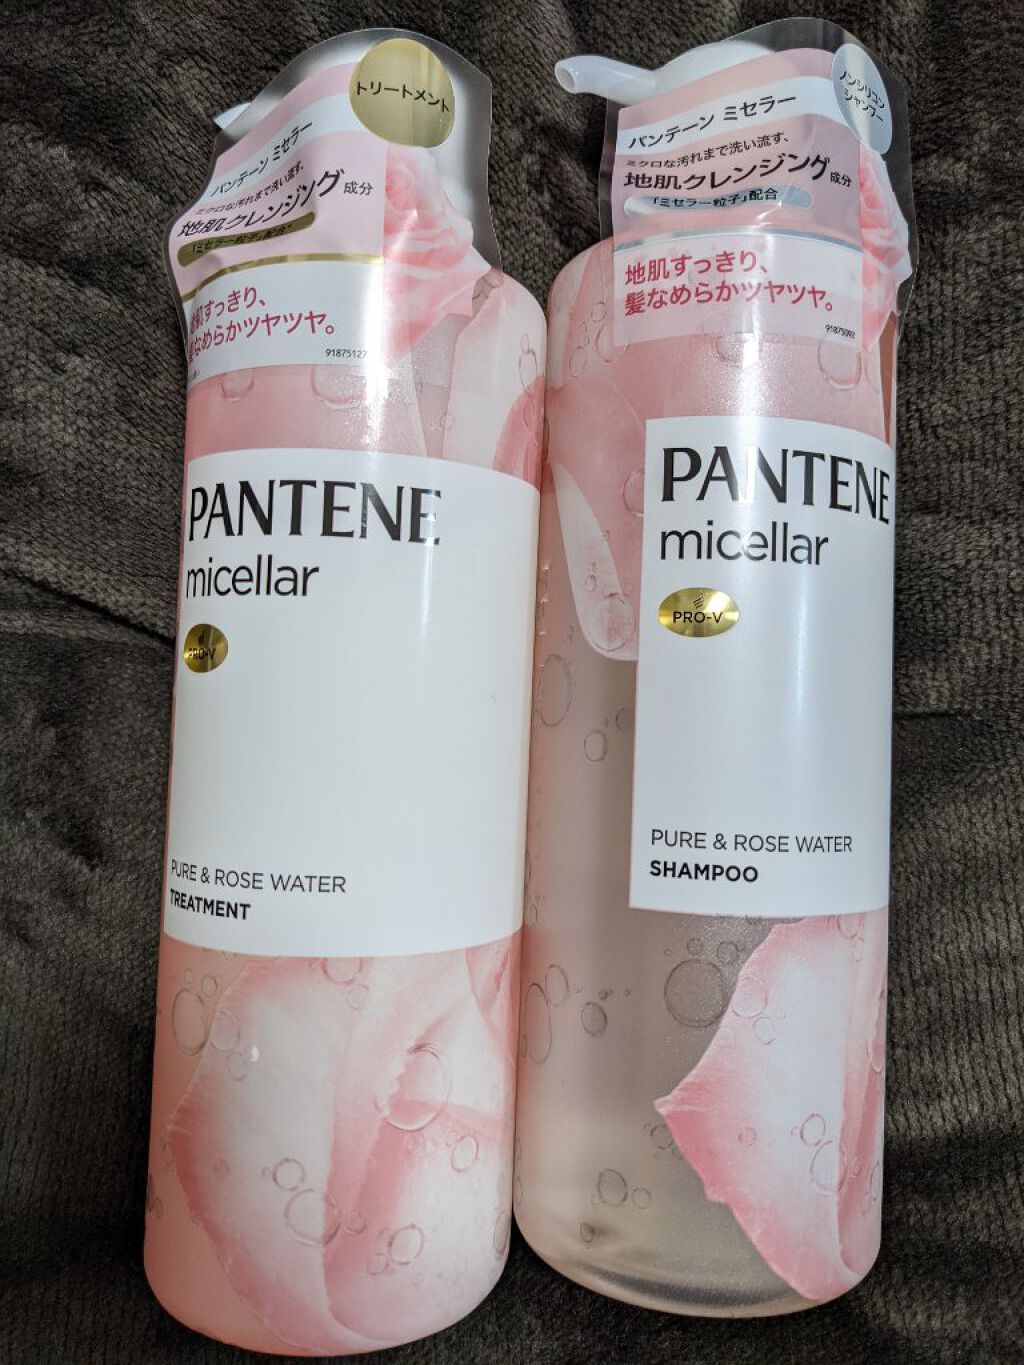 トリートメント
パンテーン ミセラー
ミクロな汚れまで洗い流す、
地肌クレンジング成分
「ミセラー粒子」配合*
地肌すっきり、
髪なめらかツヤツヤ。
91875127
PANTENE
micellar
PRO-V
PURE & ROSE WATER
TREATMENT
ノンシリコン
シャンプー
パンテーン ミセラー
ミクロな汚れまで洗い流す、
地肌クレンジング成分
「ミセラー粒子」配合
地肌すっきり、
髪なめらかツヤツヤ。
91875092
PANTENE
micellar
PRO-V
PURE & ROSE WATER
SHAMPOO